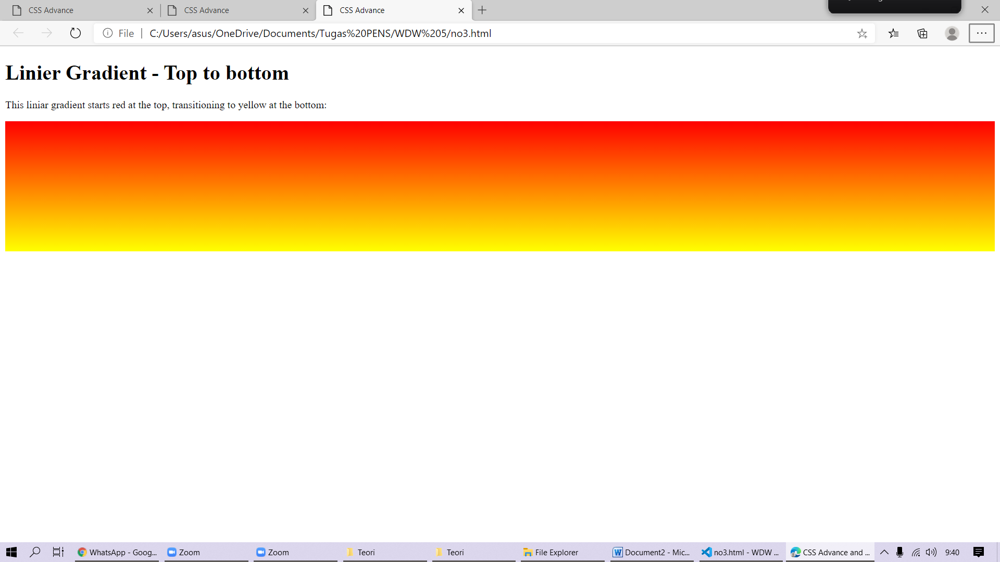 CSS Advance
CSS Advance
CSS Advance
File
C:/Users/asus/OneDrive/Documents/Tugas%20PENS/WDW%205/no3.html
Linier Gradient - Top to bottom
This liniar gradient starts red at the top, transitioning to yellow at the bottom:
WhatsApp - Goog...
Zoom
Zoom
Teori
Teori
File Explorer
Document2 - Mic...
no3.html - WDW ...
CSS Advance and ...
9:40